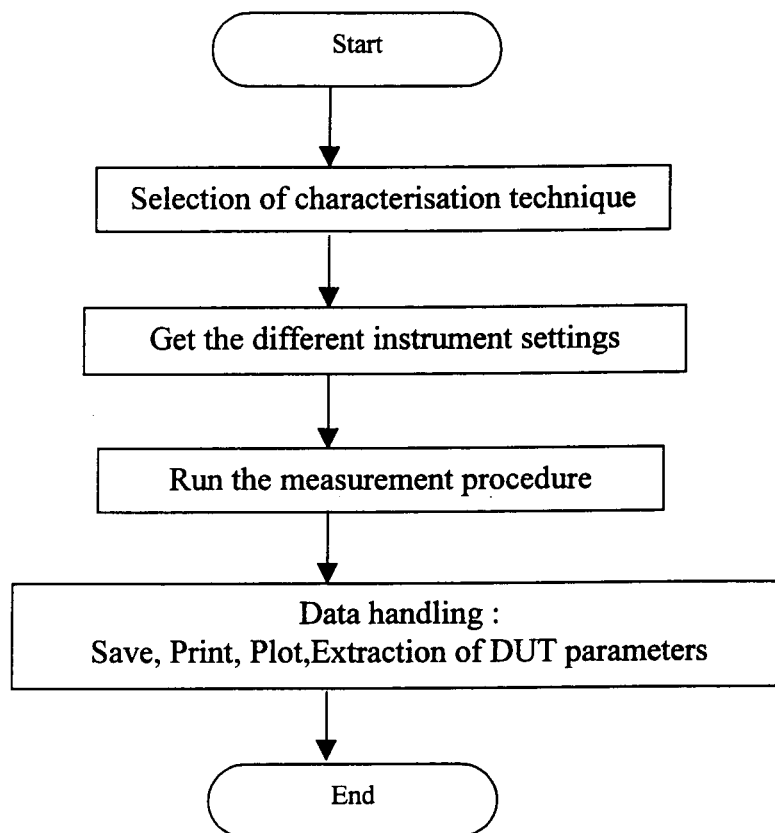 Start
Selection of characterisation technique
Get the different instrument settings
Run the measurement procedure
Data handling :
Save, Print, Plot,Extraction of DUT parameters
End